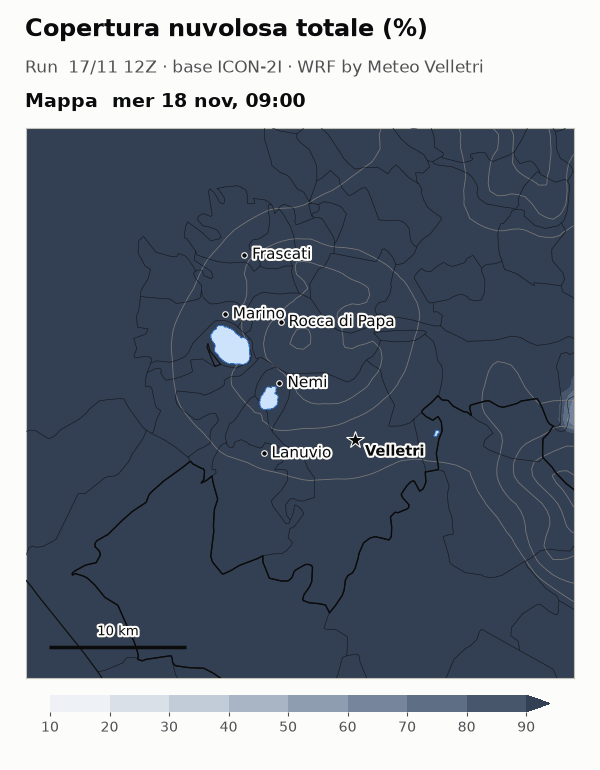 Copertura nuvolosa totale (%)
Run  17/11 12Z · base ICON-2I · WRF by Meteo Velletri
Mappa  mer 18 nov, 09:00
Frascati
Marino
Rocca di Papa
Nemi
Velletri
Lanuvio
10 km
10 20 30 40 50 60 70 80 90